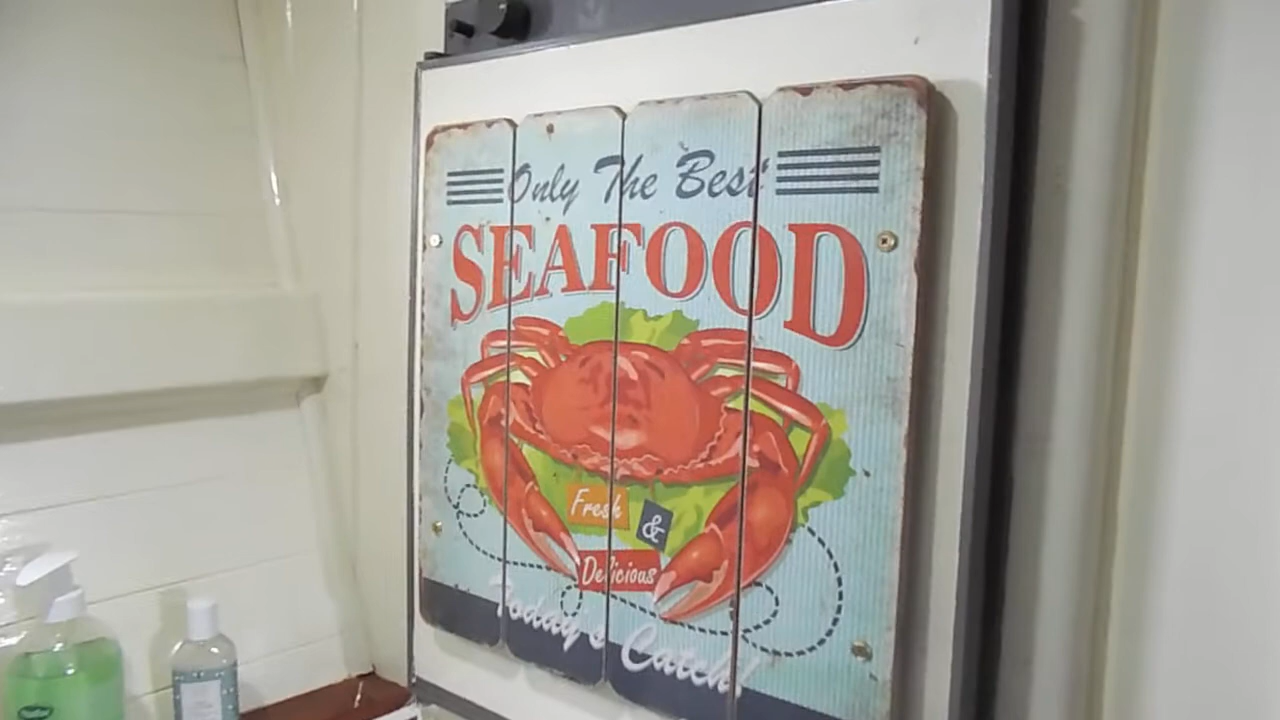 Only The Best
SEAFOOD
Fresh
&
Delicious
Today's Catch!